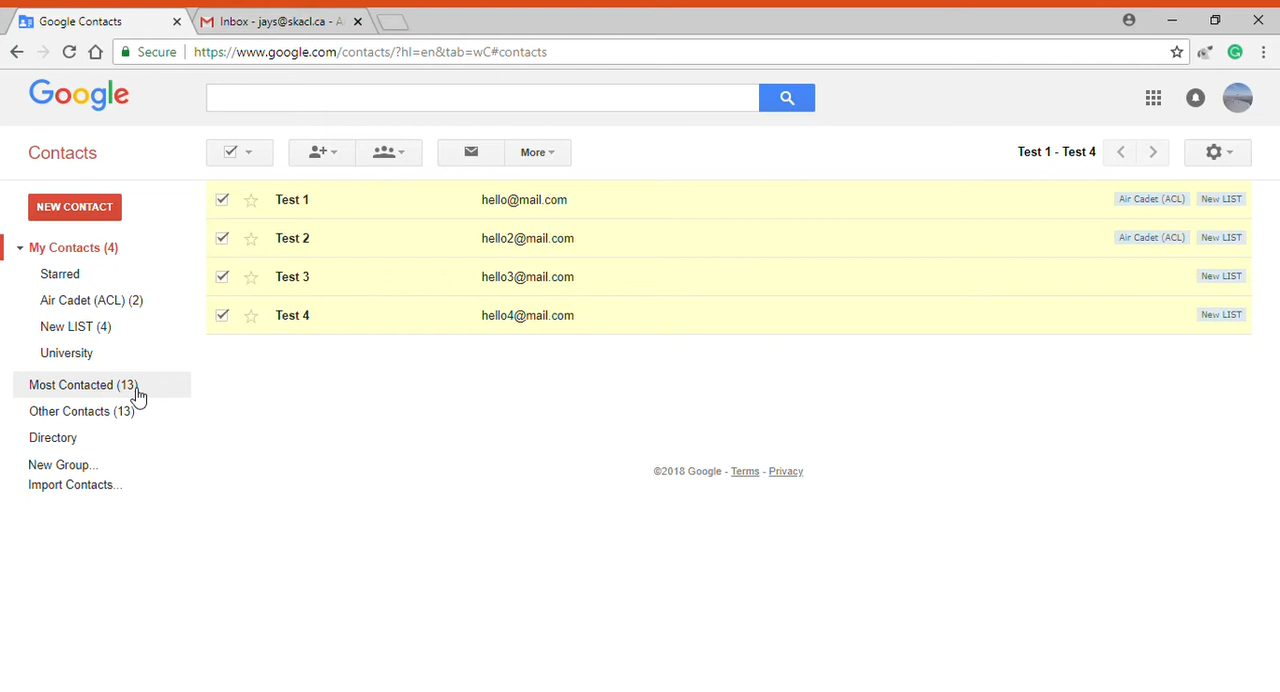 Google Contacts
Inbox - jays@skacl.ca - A
Secure
https://www.google.com/contacts/?hl=en&tab=wC#contacts
Google
Contacts
More
Test 1 - Test 4
NEW CONTACT
My Contacts (4)
Starred
Air Cadet (ACL) (2)
New LIST (4)
University
Most Contacted (13)
Other Contacts (13)
Directory
New Group...
Import Contacts...
Test 1 hello@mail.com Air Cadet (ACL) New LIST
Test 2 hello2@mail.com Air Cadet (ACL) New LIST
Test 3 hello3@mail.com New LIST
Test 4 hello4@mail.com New LIST
©2018 Google - Terms - Privacy